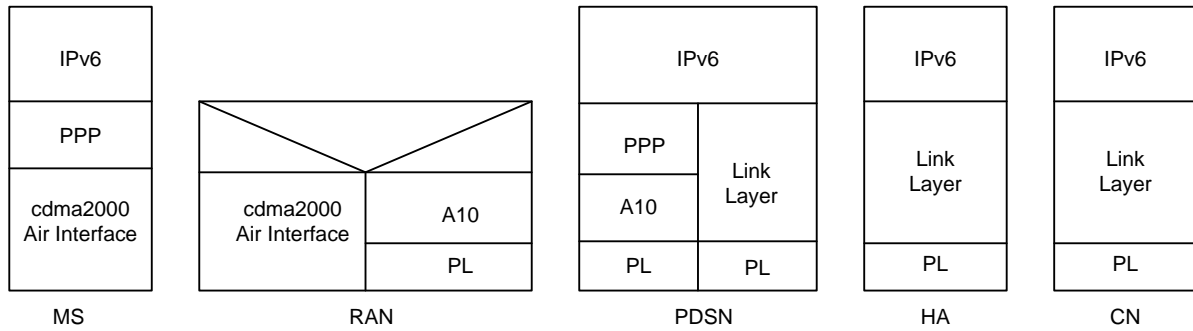 IPv6
PPP
cdma2000
Air Interface
MS
cdma2000
Air Interface
A10
PL
RAN
IPv6
PPP
A10
PL
Link
Layer
PL
PDSN
IPv6
Link
Layer
PL
HA
IPv6
Link
Layer
PL
CN